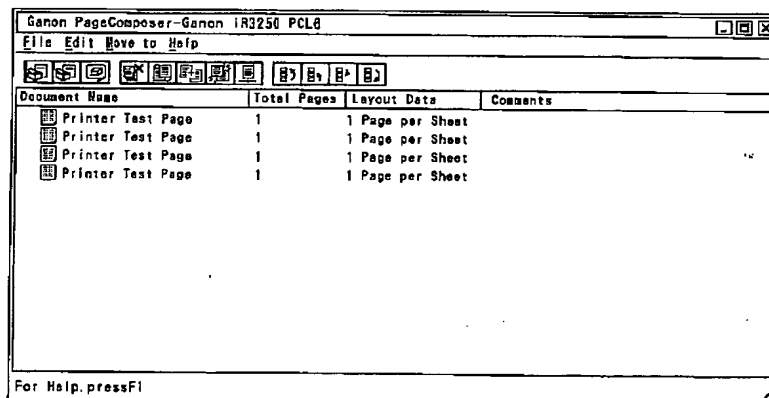 Ganon PageComposer-Ganon iR3250 PCL6
File Edit Move to Help
Document Name Total Pages Layout Data Comments
Printer Test Page 1 1 Page per Sheet
Printer Test Page 1 1 Page per Sheet
Printer Test Page 1 1 Page per Sheet
Printer Test Page 1 1 Page per Sheet
For Help.pressF1